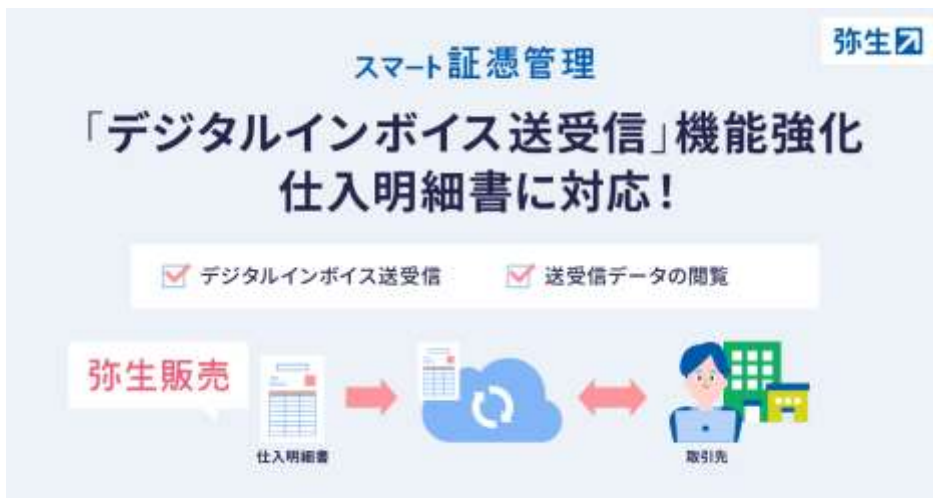 弥生
スマート証憑管理
「デジタルインボイス送受信」機能強化
仕入明細書に対応！
デジタルインボイス送受信
送受信データの閲覧
弥生販売
仕入明細書
取引先